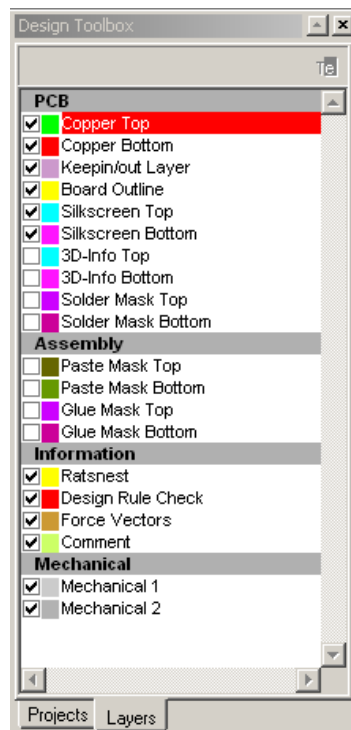 Design Toolbox
Te
PCB
Copper Top
Copper Bottom
Keepin/out Layer
Board Outline
Silkscreen Top
Silkscreen Bottom
3D-Info Top
3D-Info Bottom
Solder Mask Top
Solder Mask Bottom
Assembly
Paste Mask Top
Paste Mask Bottom
Glue Mask Top
Glue Mask Bottom
Information
Ratsnest
Design Rule Check
Force Vectors
Comment
Mechanical
Mechanical 1
Mechanical 2
Projects Layers